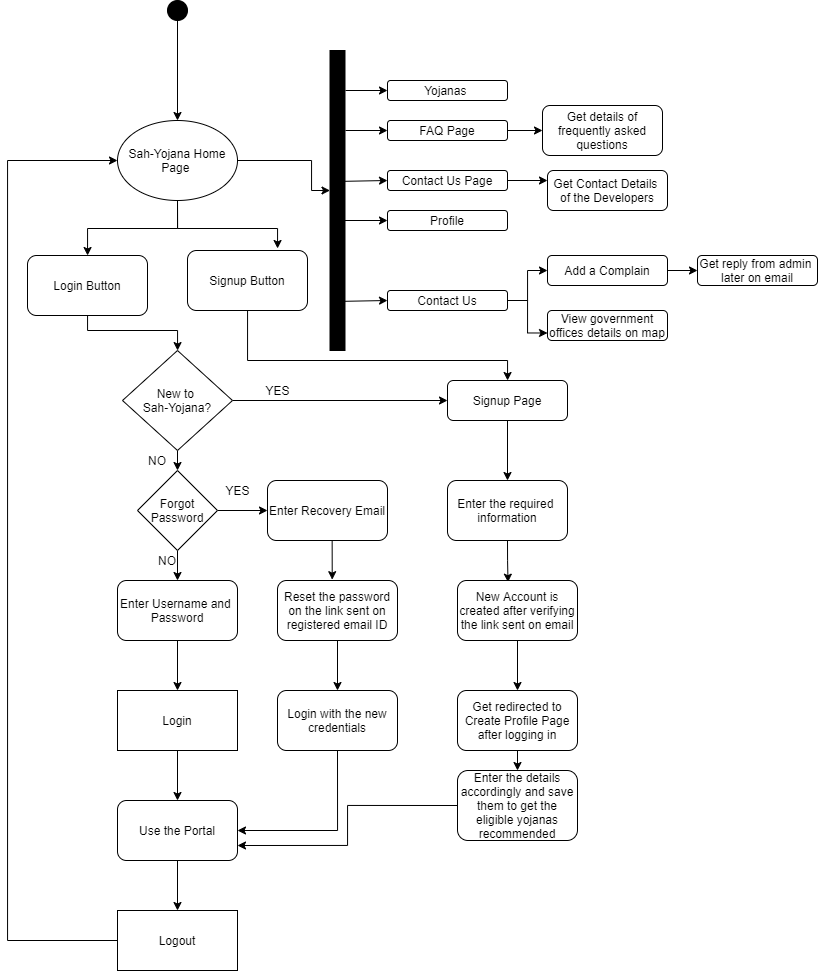 Yojanas
FAQ Page
Get details of
frequently asked
questions
Sah-Yojana Home
Page
Contact Us Page
Get Contact Details
of the Developers
Profile
Login Button
Signup Button
Contact Us
Add a Complain
Get reply from admin
later on email
View government
offices details on map
New to
Sah-Yojana?
YES
Signup Page
NO
Forgot
Password
YES
Enter Recovery Email
Enter the required
information
NO
Enter Username and
Password
Reset the password
on the link sent on
registered email ID
New Account is
created after verifying
the link sent on email
Login
Login with the new
credentials
Get redirected to
Create Profile Page
after logging in
Enter the details
accordingly and save
them to get the
eligible yojanas
recommended
Use the Portal
Logout